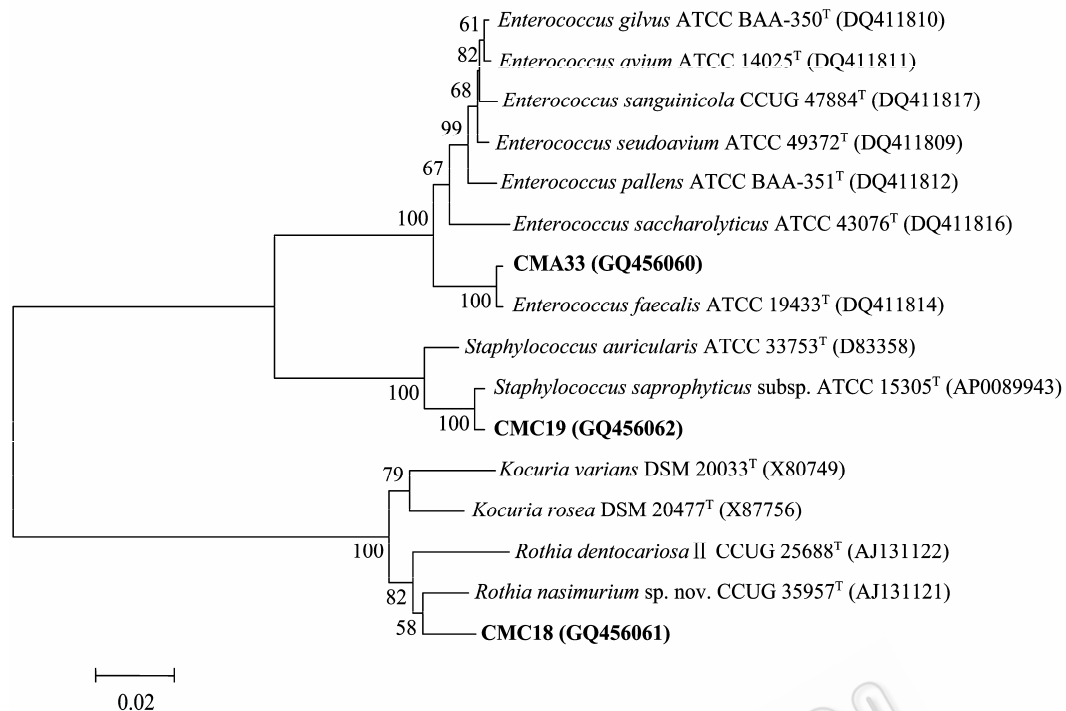 61
Enterococcus gilvus ATCC BAA-350ᵀ (DQ411810)
82
Enterococcus avium ATCC 14025ᵀ (DQ411811)
68
Enterococcus sanguinicola CCUG 47884ᵀ (DQ411817)
99
Enterococcus seudoavium ATCC 49372ᵀ (DQ411809)
67
Enterococcus pallens ATCC BAA-351ᵀ (DQ411812)
100
Enterococcus saccharolyticus ATCC 43076ᵀ (DQ411816)
CMA33 (GQ456060)
100
Enterococcus faecalis ATCC 19433ᵀ (DQ411814)
Staphylococcus auricularis ATCC 33753ᵀ (D83358)
100
Staphylococcus saprophyticus subsp. ATCC 15305ᵀ (AP0089943)
100
CMC19 (GQ456062)
79
Kocuria varians DSM 20033ᵀ (X80749)
Kocuria rosea DSM 20477ᵀ (X87756)
100
Rothia dentocariosa Ⅱ CCUG 25688ᵀ (AJ131122)
82
Rothia nasimurium sp. nov. CCUG 35957ᵀ (AJ131121)
58
CMC18 (GQ456061)
0.02